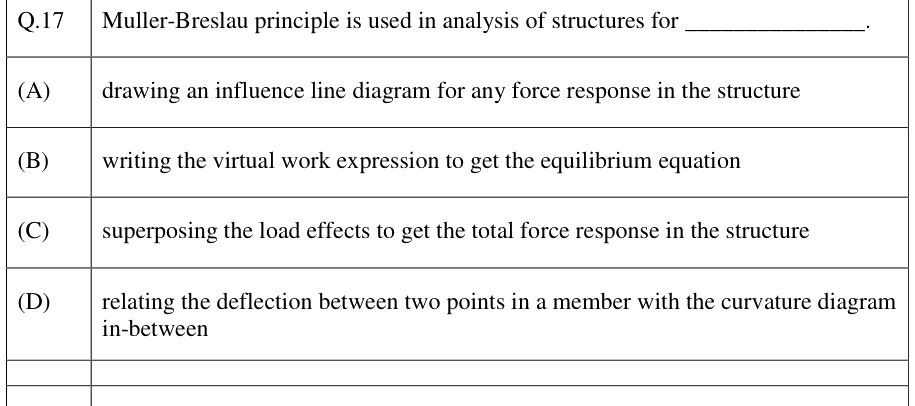 Q.17 Muller-Breslau principle is used in analysis of structures for _______________.
(A) drawing an influence line diagram for any force response in the structure
(B) writing the virtual work expression to get the equilibrium equation
(C) superposing the load effects to get the total force response in the structure
(D) relating the deflection between two points in a member with the curvature diagram
in-between